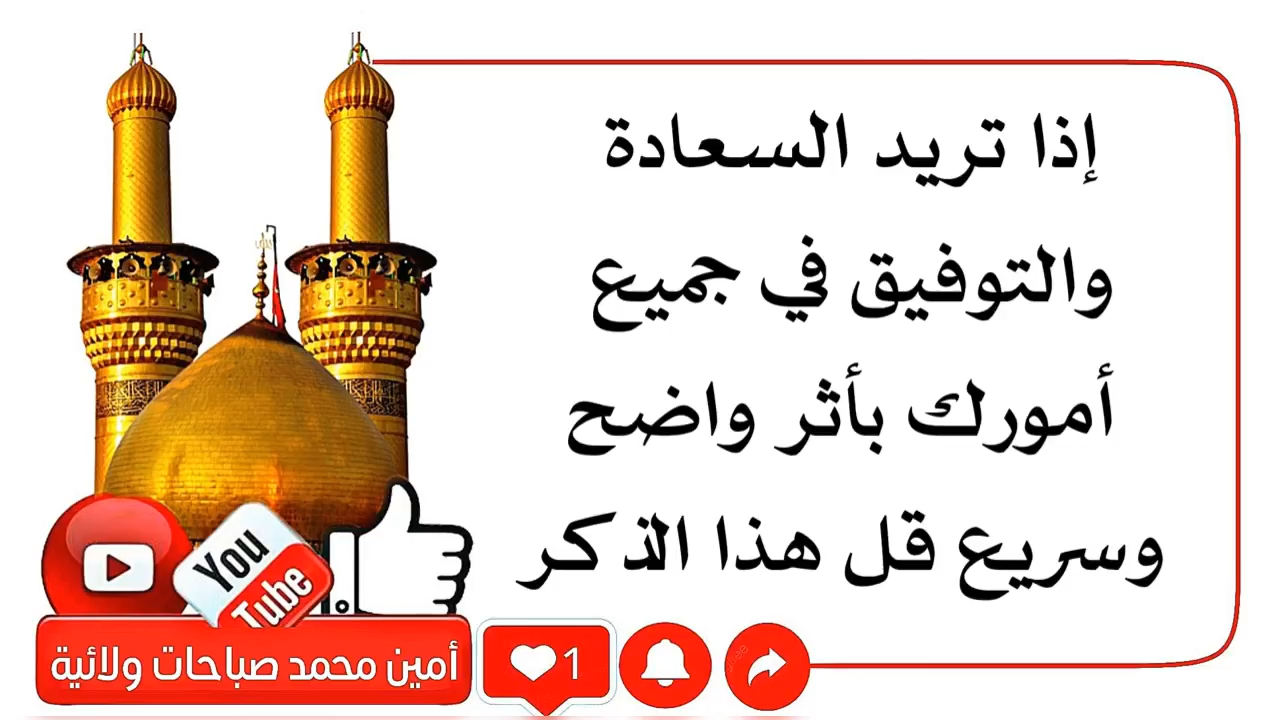 إذا تريد السعادة
والتوفيق في جميع
أمورك بأثر واضح
وسريع قل هذا الذكر
You
Tube
أمين محمد صباحات ولائية
1